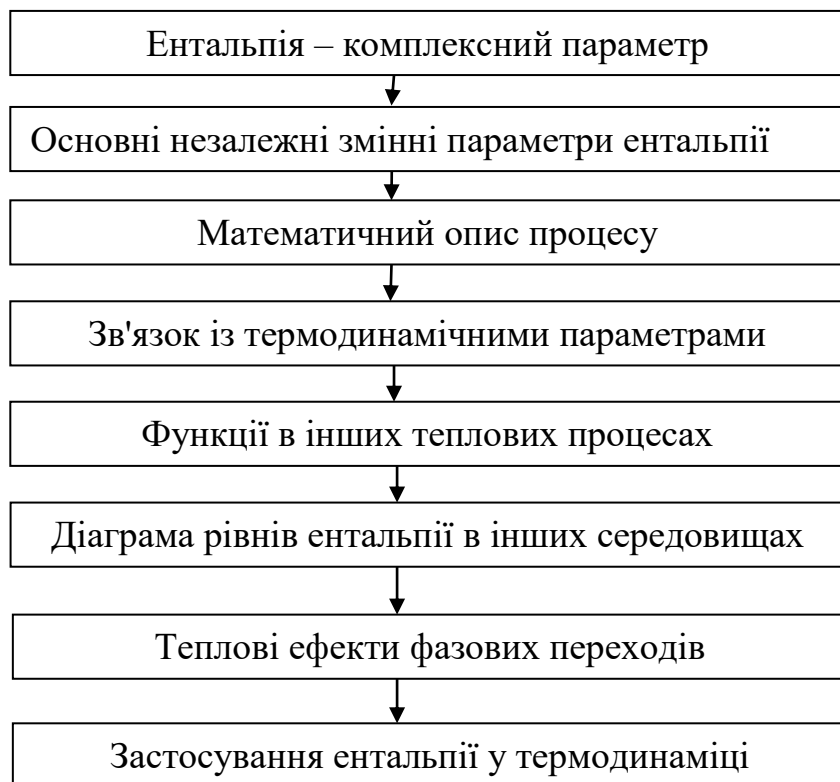 Ентальпія – комплексний параметр
Основні незалежні змінні параметри ентальпії
Математичний опис процесу
Зв'язок із термодинамічними параметрами
Функції в інших теплових процесах
Діаграма рівнів ентальпії в інших середовищах
Теплові ефекти фазових переходів
Застосування ентальпії у термодинаміці